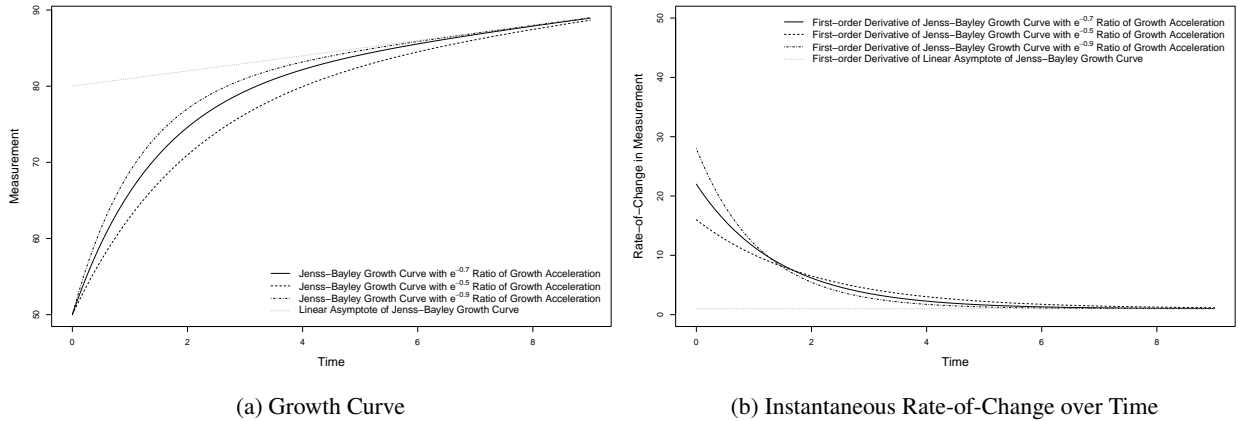 90
80
70
60
50
Measurement
Jenss−Bayley Growth Curve with e−0.7 Ratio of Growth Acceleration
Jenss−Bayley Growth Curve with e−0.5 Ratio of Growth Acceleration
Jenss−Bayley Growth Curve with e−0.9 Ratio of Growth Acceleration
Linear Asymptote of Jenss−Bayley Growth Curve
0 2 4 6 8
Time
(a) Growth Curve
50
40
30
20
10
0
Rate−of−Change in Measurement
First−order Derivative of Jenss−Bayley Growth Curve with e−0.7 Ratio of Growth Acceleration
First−order Derivative of Jenss−Bayley Growth Curve with e−0.5 Ratio of Growth Acceleration
First−order Derivative of Jenss−Bayley Growth Curve with e−0.9 Ratio of Growth Acceleration
First−order Derivative of Linear Asymptote of Jenss−Bayley Growth Curve
0 2 4 6 8
Time
(b) Instantaneous Rate-of-Change over Time